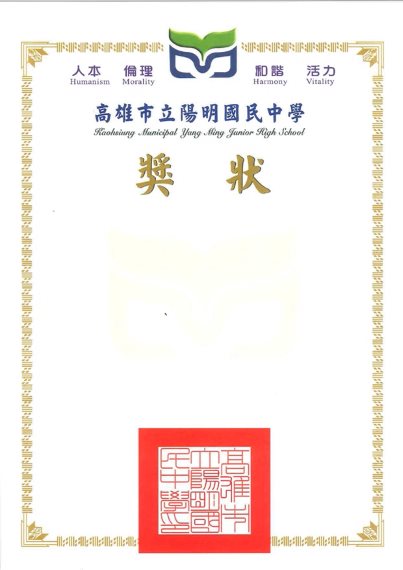 人本 倫理 和諧 活力
Humanism Morality Harmony Vitality
高雄市立陽明國民中學
Kaohsiung Municipal Yang Ming Junior High School
獎狀
高雄市
立陽明國
民中學印